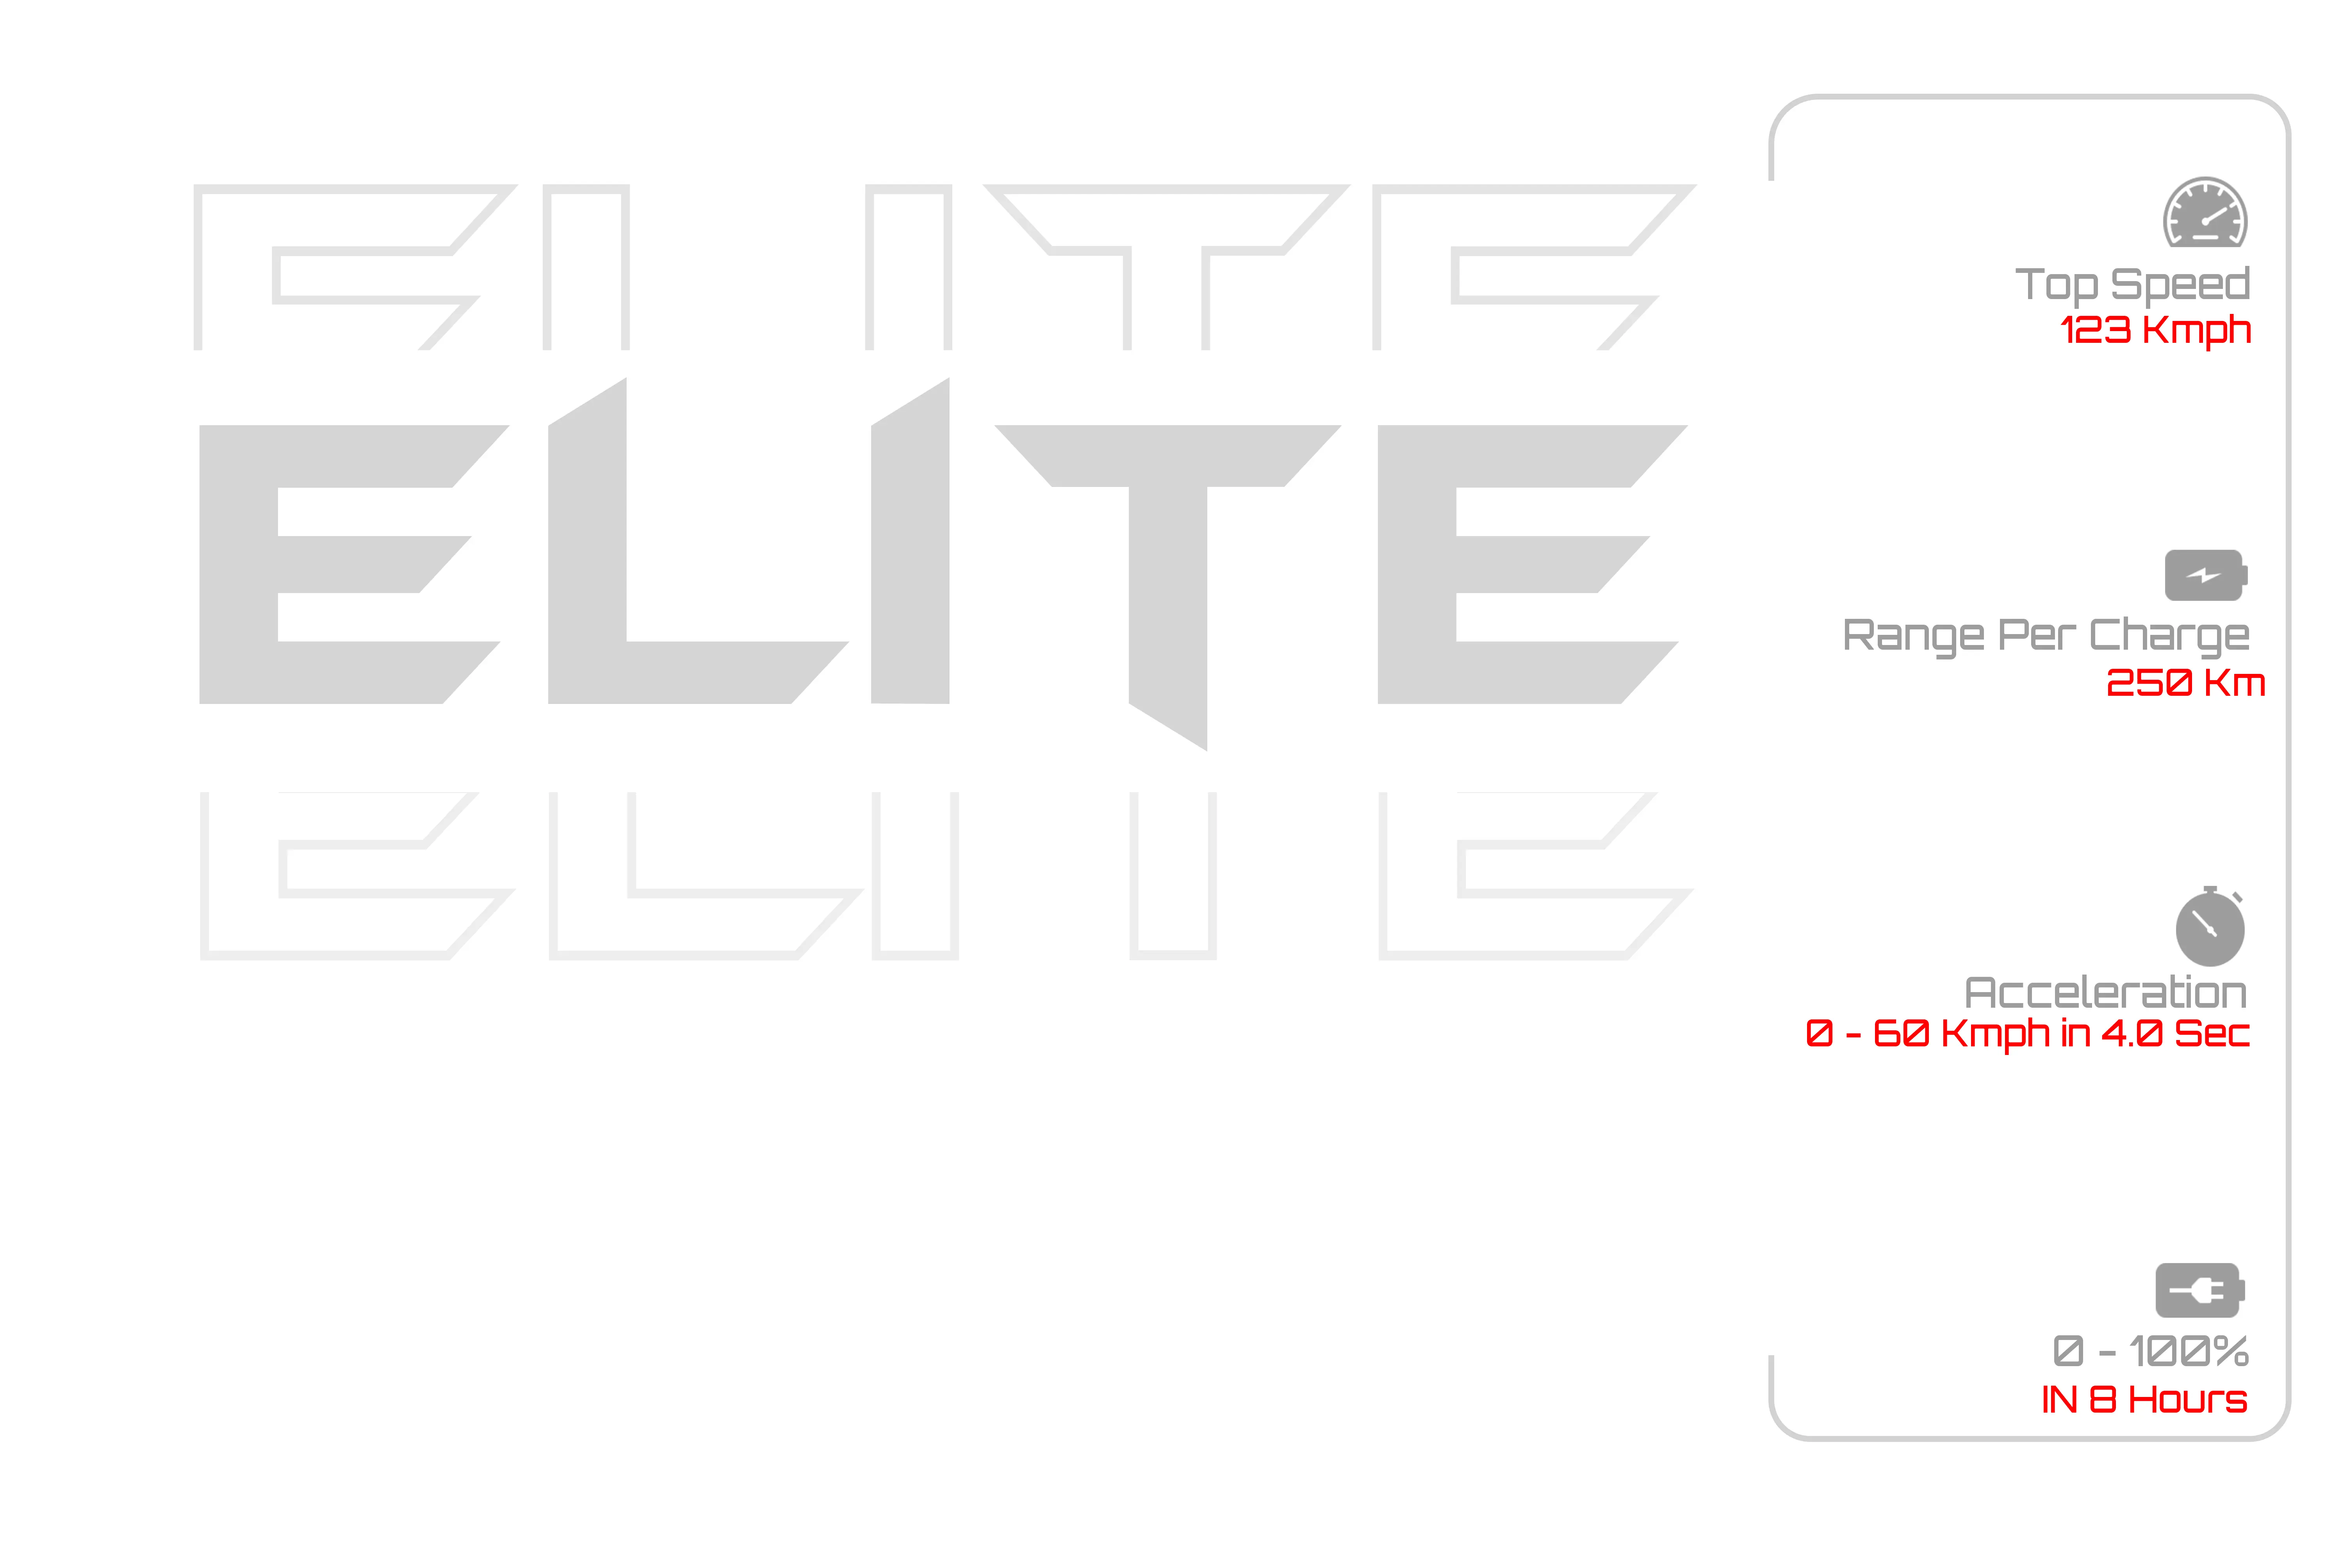 ELITE
ELITE
ELITE
Top Speed
123 Kmph
Range Per Charge
250 Km
Acceleration
0 - 60 Kmph in 4.0 Sec
0 - 100%
IN 8 Hours